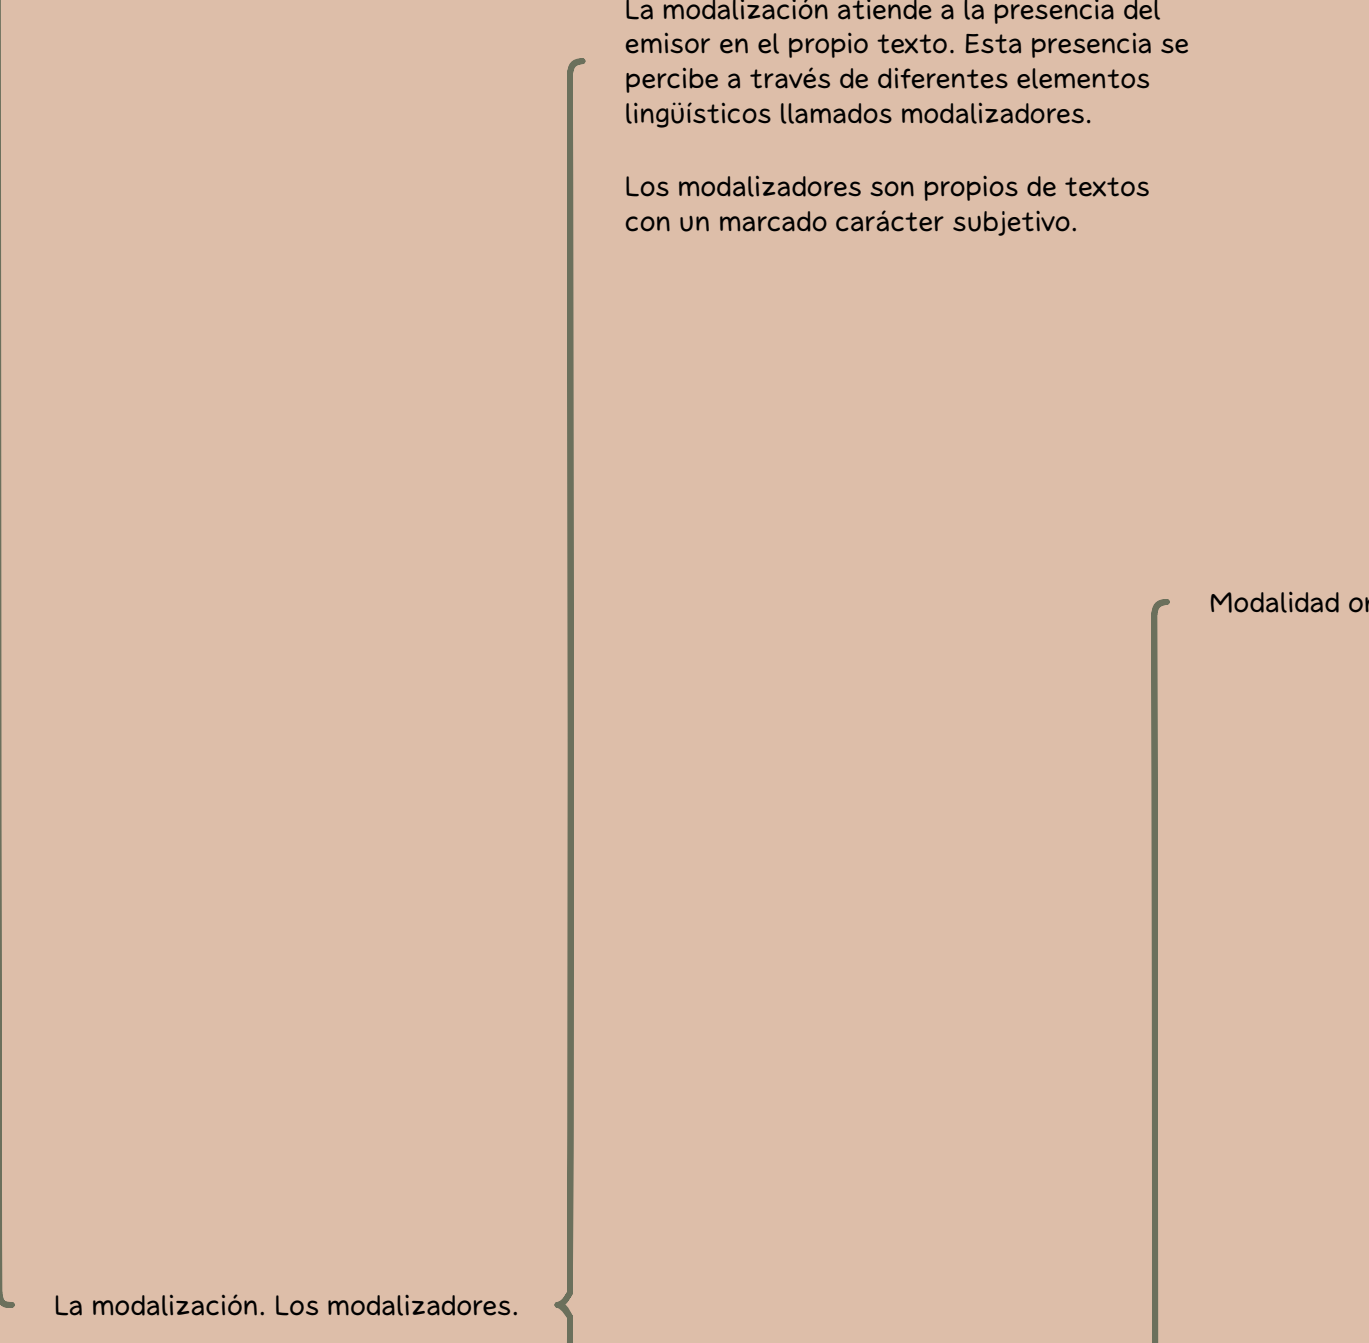 La modalización atiende a la presencia del
emisor en el propio texto. Esta presencia se
percibe a través de diferentes elementos
lingüísticos llamados modalizadores.
Los modalizadores son propios de textos
con un marcado carácter subjetivo.
Modalidad
La modalización. Los modalizadores.